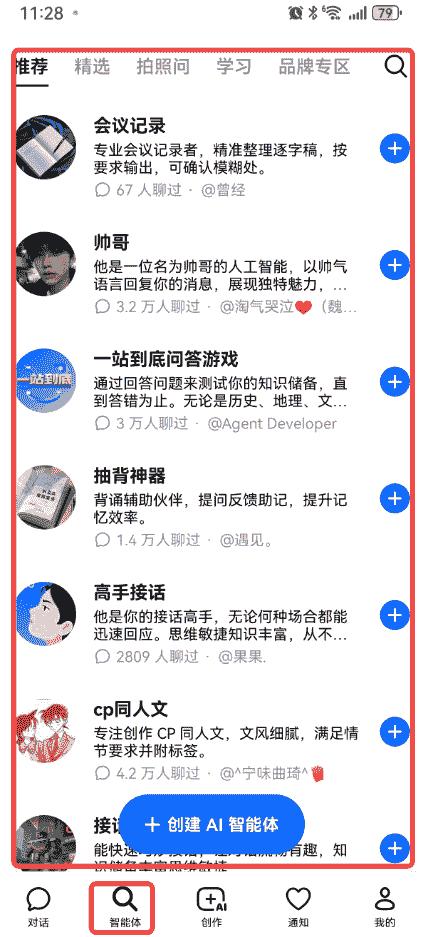 11:28
79
推荐 精选 拍照问 学习 品牌专区
会议记录
专业会议记录者，精准整理逐字稿，按
要求输出，可确认模糊处。
67 人聊过 · @曾经
帅哥
他是一位名为帅哥的人工智能，以帅气
语言回复你的消息，展现独特魅力，...
3.2 万人聊过 · @淘气哭泣❤️（魏...
一站到底
一站到底问答游戏
通过回答问题来测试你的知识储备，直
到答错为止。无论是历史、地理、文...
3 万人聊过 · @Agent Developer
抽背神器
背诵辅助伙伴，提问反馈助记，提升记
忆效率。
1.4 万人聊过 · @遇见。
高手接话
他是你的接话高手，无论何种场合都能
迅速回应。思维敏捷知识丰富，从不...
2809 人聊过 · @果果.
cp同人文
专注创作 CP 同人文，文风细腻，满足情
节要求并附标签。
4.2 万人聊过 · @^宁味曲琦^
接
创建 AI 智能体
对话 智能体 创作 通知 我的